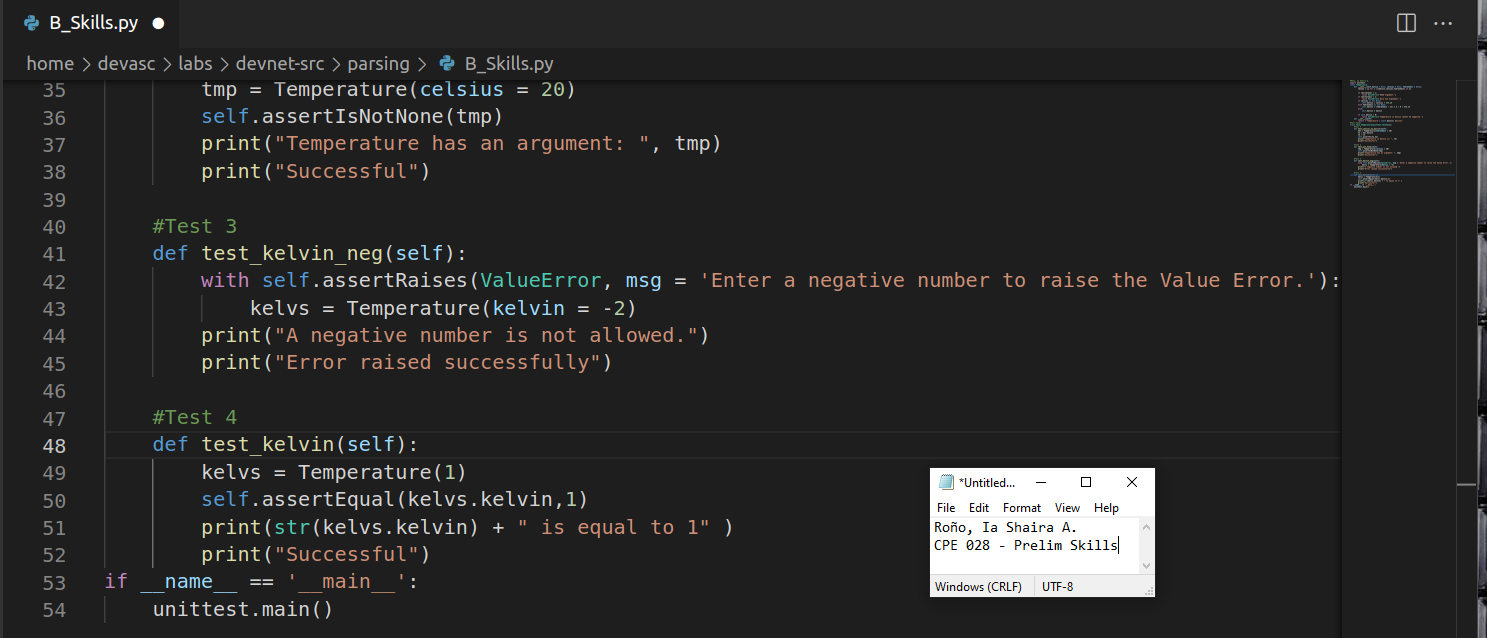 B_Skills.py
home > devasc > labs > devnet-src > parsing > B_Skills.py
35 tmp = Temperature(celsius = 20)
36 self.assertIsNotNone(tmp)
37 print("Temperature has an argument: ", tmp)
38 print("Successful")
39
40 #Test 3
41 def test_kelvin_neg(self):
42 with self.assertRaises(ValueError, msg = 'Enter a negative number to raise the Value Error.'):
43 kelvs = Temperature(kelvin = -2)
44 print("A negative number is not allowed.")
45 print("Error raised successfully")
46
47 #Test 4
48 def test_kelvin(self):
49 kelvs = Temperature(1)
50 self.assertEqual(kelvs.kelvin,1)
51 print(str(kelvs.kelvin) + " is equal to 1" )
52 print("Successful")
53 if __name__ == '__main__':
54 unittest.main()
*Untitled...
File Edit Format View Help
Roño, Ia Shaira A.
CPE 028 - Prelim Skills
Windows (CRLF) UTF-8